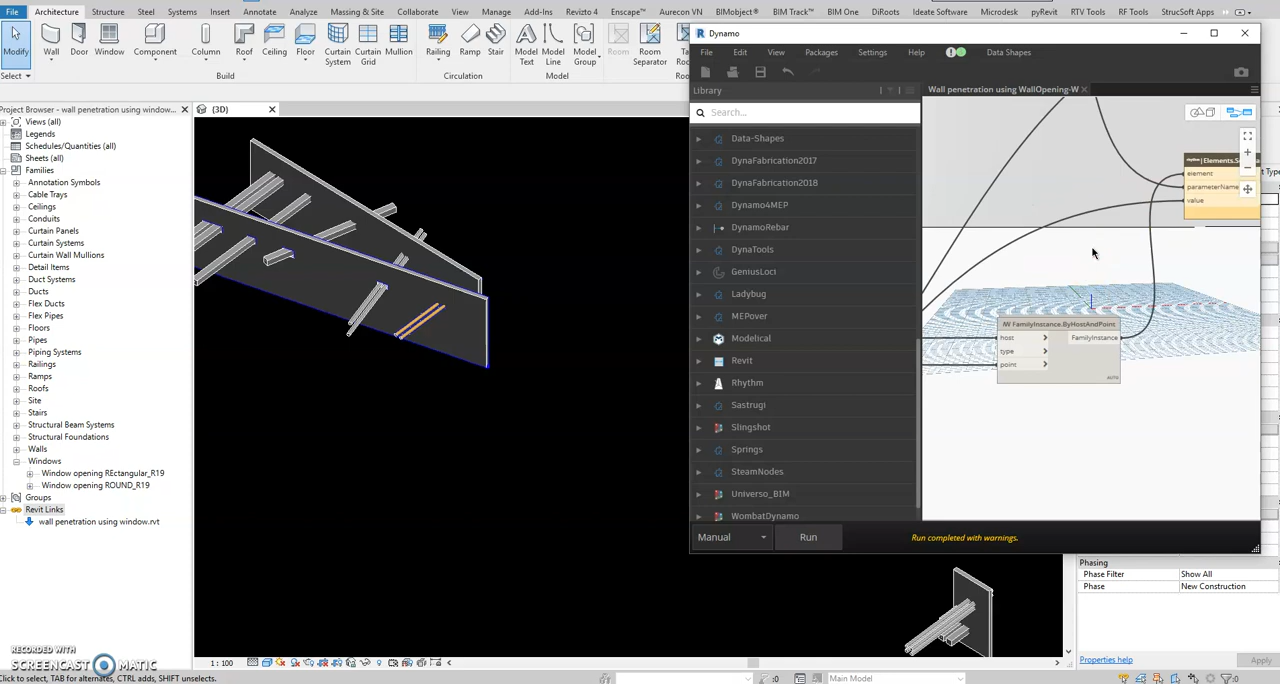 File Architecture Structure Steel Systems Insert Annotate Analyze Massing & Site Collaborate View Manage Add-Ins Revizto 4 Enscape™ Aurecon VN BIMobject® BIM Track™ BIM One DiRoots Ideate Software Microdesk pyRevit RTV Tools RF Tools StrucSoft Apps
Modify Wall Door Window Component Column Roof Ceiling Floor Curtain System Curtain Grid Mullion Railing Ramp Stair Model Text Model Line Model Group Room Room Separator
Select Build Circulation Model
Project Browser - wall penetration using window...
{3D}
Views (all)
Legends
Schedules/Quantities (all)
Sheets (all)
Families
Annotation Symbols
Cable Trays
Ceilings
Conduits
Curtain Panels
Curtain Systems
Curtain Wall Mullions
Detail Items
Duct Systems
Ducts
Flex Ducts
Flex Pipes
Floors
Pipes
Piping Systems
Railings
Ramps
Roofs
Site
Stairs
Structural Beam Systems
Structural Foundations
Walls
Windows
Window opening REctangular_R19
Window opening ROUND_R19
Groups
Revit Links
wall penetration using window.rvt
Dynamo
File Edit View Packages Settings Help Data Shapes
Library
Wall penetration using WallOpening-W
Search...
Data-Shapes
DynaFabrication2017
DynaFabrication2018
Dynamo4MEP
DynamoRebar
DynaTools
GeniusLoci
Ladybug
MEPover
Modelical
Revit
Rhythm
Sastrugi
Slingshot
Springs
SteamNodes
Universo_BIM
WombatDynamo
element
parameterName
value
FamilyInstance.ByHostAndPoint
host
type
point
FamilyInstance
AUTO
Manual Run Run completed with warnings.
Phasing
Phase Filter Show All
Phase New Construction
Properties help Apply
RECORDED WITH
SCREENCAST MATIC
1 : 100
Click to select, TAB for alternates, CTRL adds, SHIFT unselects.
:0 Main Model :0